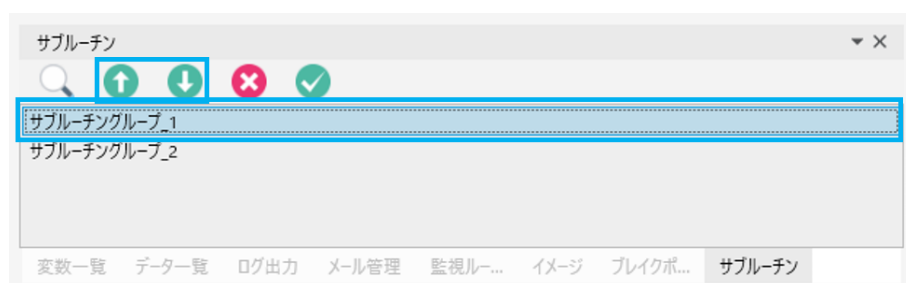 サブルーチン
サブルーチングループ_1
サブルーチングループ_2
変数一覧 データ一覧 ログ出力 メール管理 監視ルー... イメージ ブレイクポ... サブルーチン